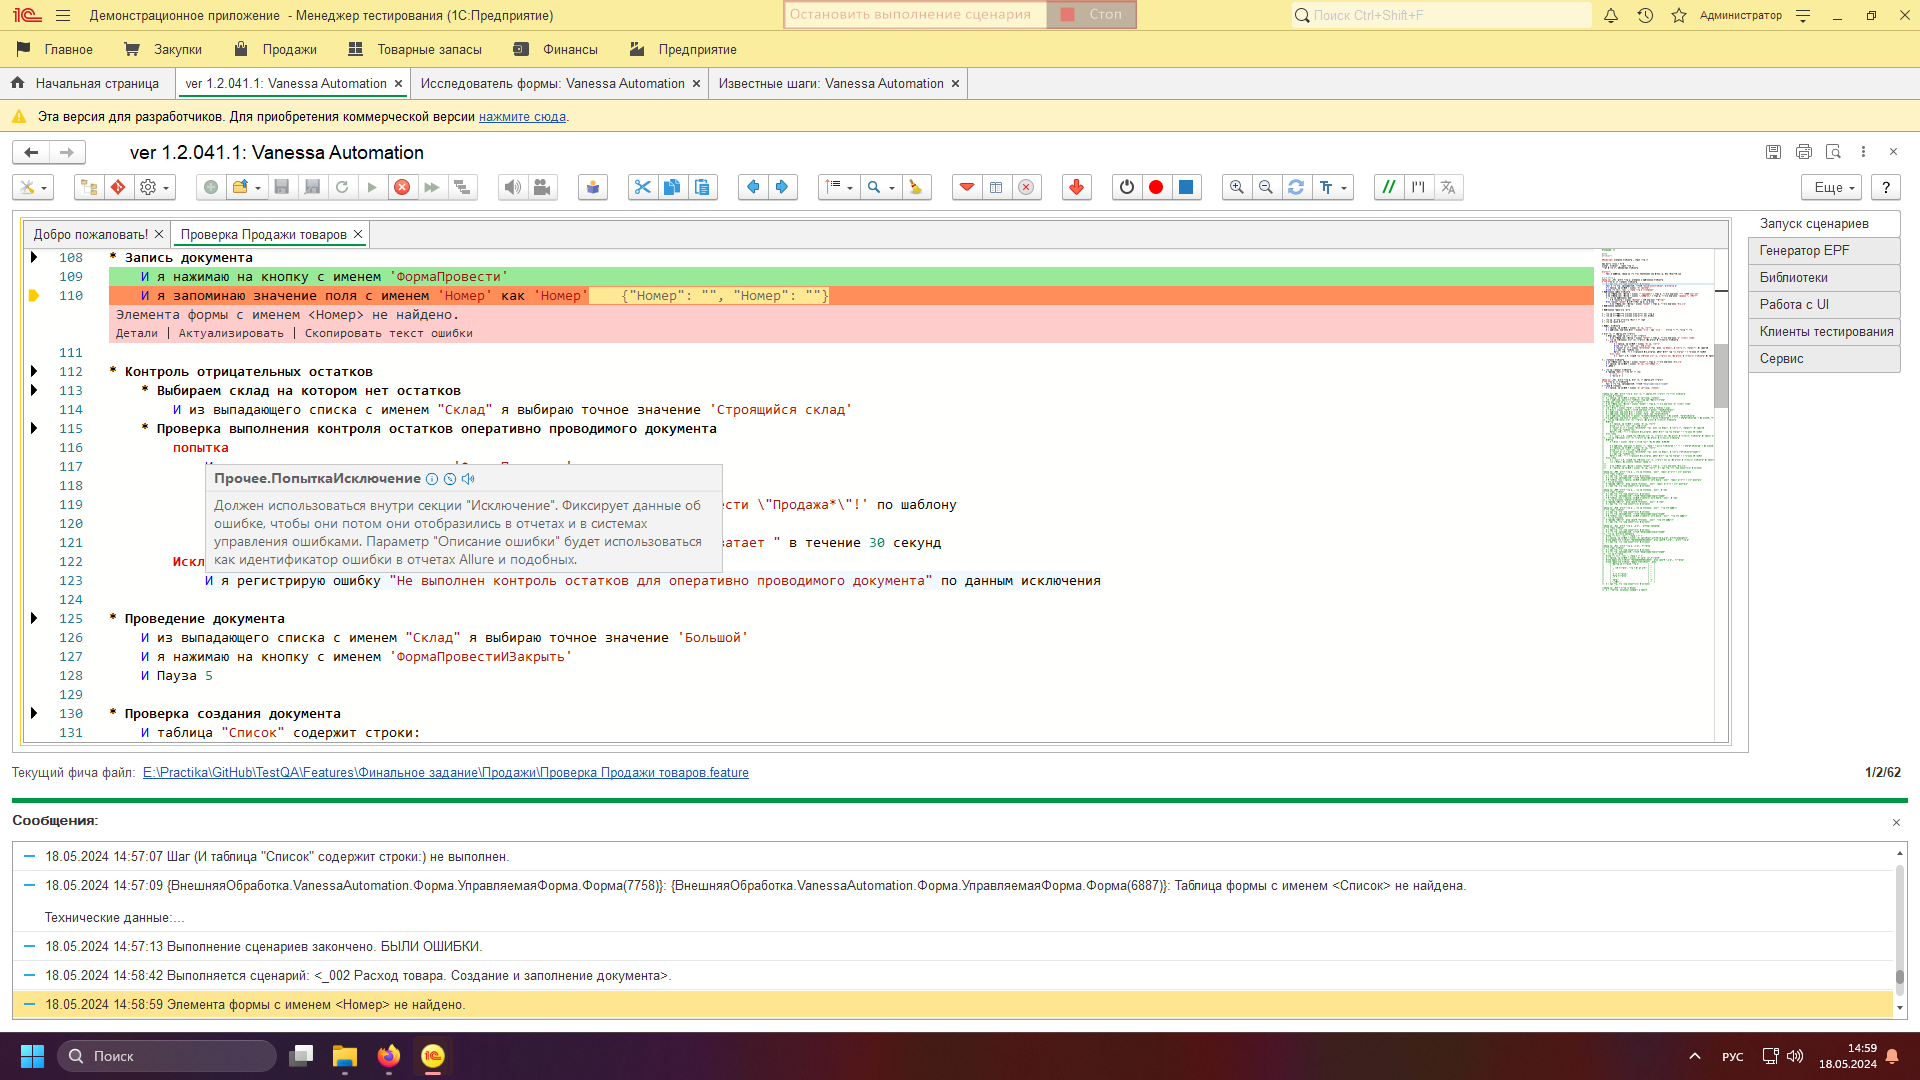 Демонстрационное приложение - Менеджер тестирования (1С:Предприятие)
Остановить выполнение сценария Стоп
Поиск Ctrl+Shift+F
Администратор
Главное Закупки Продажи Товарные запасы Финансы Предприятие
Начальная страница ver 1.2.041.1: Vanessa Automation Исследователь формы: Vanessa Automation Известные шаги: Vanessa Automation
Эта версия для разработчиков. Для приобретения коммерческой версии нажмите сюда.
ver 1.2.041.1: Vanessa Automation
Еще ?
Добро пожаловать! Проверка Продажи товаров
108 * Запись документа
109 И я нажимаю на кнопку с именем 'ФормаПровести'
110 И я запоминаю значение поля с именем 'Номер' как 'Номер' {"Номер": "", "Номер": ""}
Элемента формы с именем <Номер> не найдено.
Детали | Актуализировать | Скопировать текст ошибки
111
112 * Контроль отрицательных остатков
113 * Выбираем склад на котором нет остатков
114 И из выпадающего списка с именем "Склад" я выбираю точное значение 'Строящийся склад'
115 * Проверка выполнения контроля остатков оперативно проводимого документа
116 попытка
117
Прочее.ПопыткаИсключение
Должен использоваться внутри секции "Исключение". Фиксирует данные об
ошибке, чтобы они потом они отобразились в отчетах и в системах
управления ошибками. Параметр "Описание ошибки" будет использоваться
как идентификатор ошибки в отчетах Allure и подобных.
118
119 ести \"Продажа*\"!' по шаблону
120
121 ватает " в течение 30 секунд
122 Искл
123 И я регистрирую ошибку "Не выполнен контроль остатков для оперативно проводимого документа" по данным исключения
124
125 * Проведение документа
126 И из выпадающего списка с именем "Склад" я выбираю точное значение 'Большой'
127 И я нажимаю на кнопку с именем 'ФормаПровестиИЗакрыть'
128 И Пауза 5
129
130 * Проверка создания документа
131 И таблица "Список" содержит строки:
Запуск сценариев
Генератор EPF
Библиотеки
Работа с UI
Клиенты тестирования
Сервис
Текущий фича файл: E:\Practika\GitHub\TestQA\Features\Финальное задание\Продажи\Проверка Продажи товаров.feature
1/2/62
Сообщения:
18.05.2024 14:57:07 Шаг (И таблица "Список" содержит строки:) не выполнен.
18.05.2024 14:57:09 {ВнешняяОбработка.VanessaAutomation.Форма.УправляемаяФорма.Форма(7758)}: {ВнешняяОбработка.VanessaAutomation.Форма.УправляемаяФорма.Форма(6887)}: Таблица формы с именем <Список> не найдена.
Технические данные:...
18.05.2024 14:57:13 Выполнение сценариев закончено. БЫЛИ ОШИБКИ.
18.05.2024 14:58:42 Выполняется сценарий: <_002 Расход товара. Создание и заполнение документа>.
18.05.2024 14:58:59 Элемента формы с именем <Номер> не найдено.
Поиск
РУС
14:59
18.05.2024